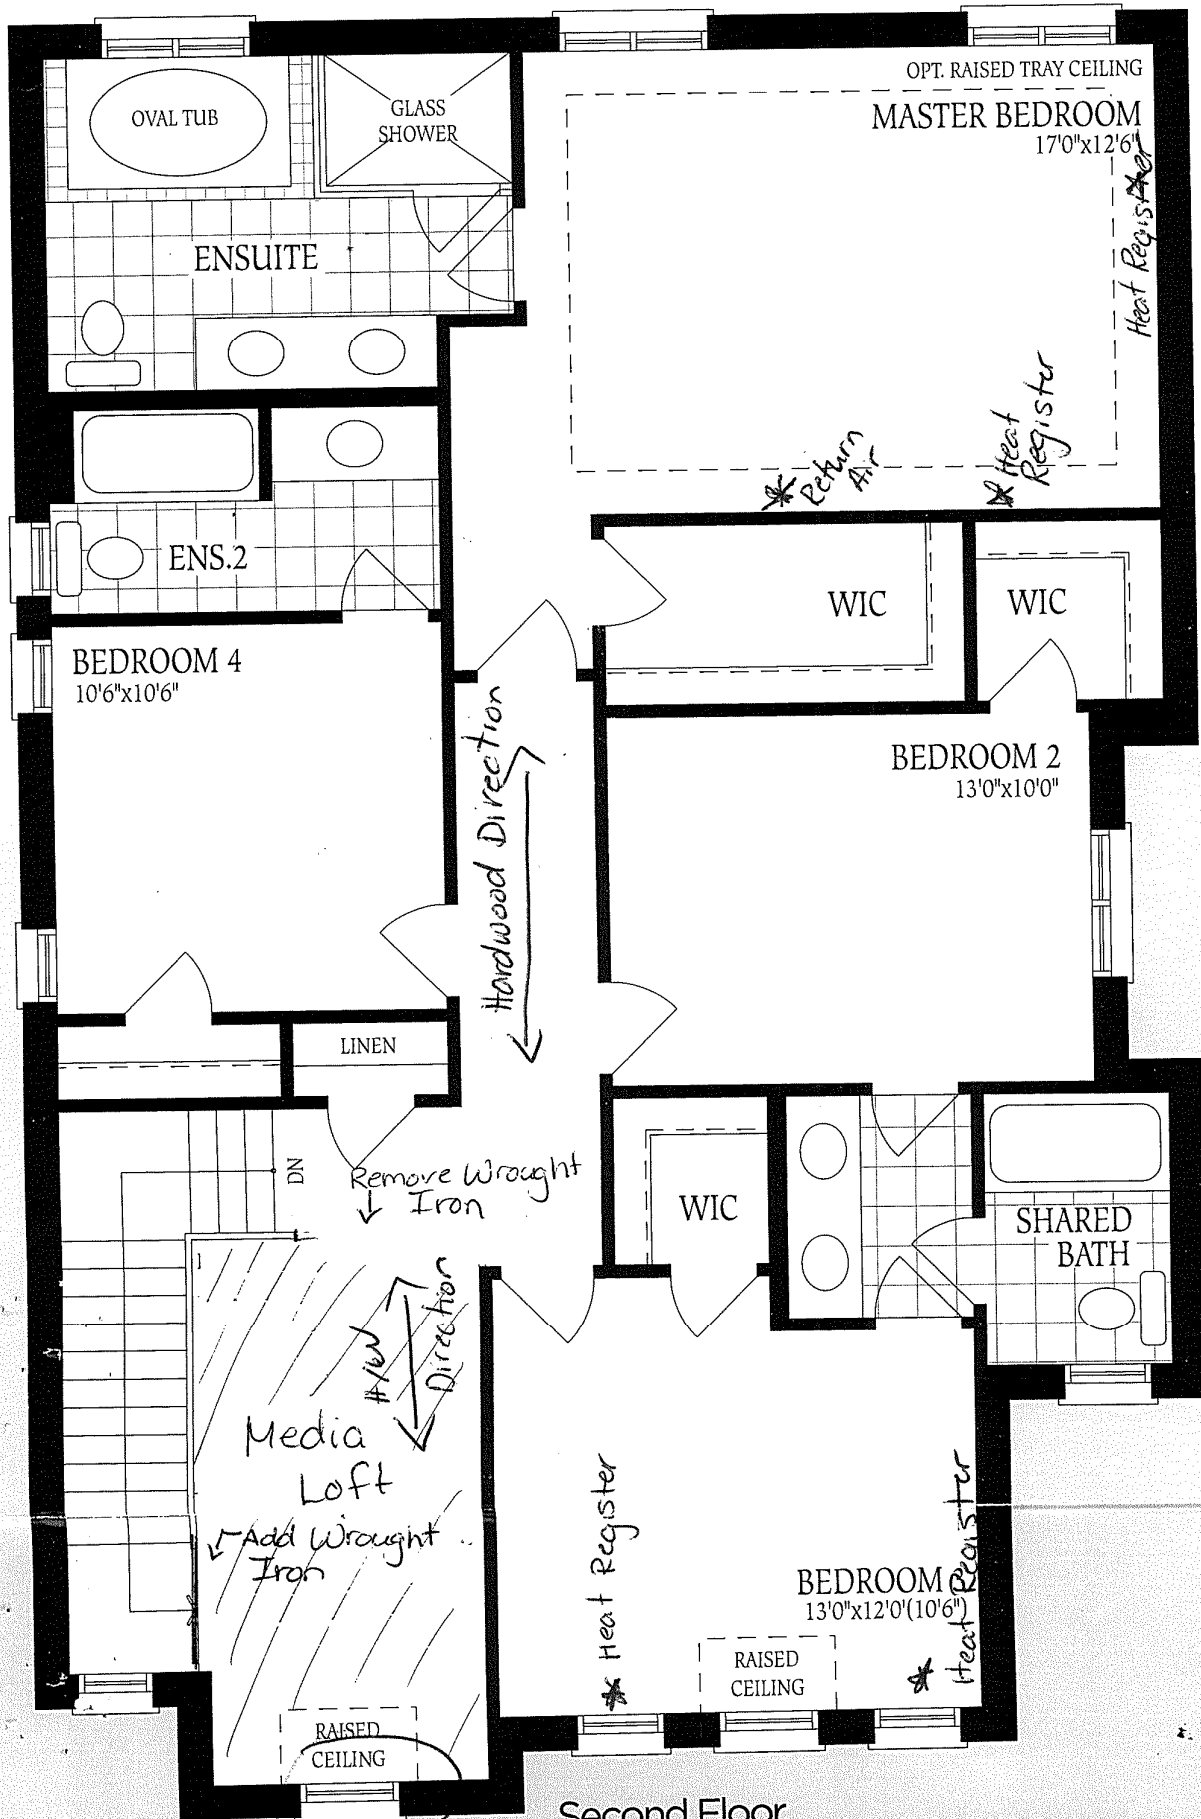 OPT. RAISED TRAY CEILING
MASTER BEDROOM
17'0"x12'6"
OVAL TUB
GLASS
SHOWER
ENSUITE
Heat Register
Heat
Register
Return
Air
ENS.2
WIC
WIC
BEDROOM 4
10'6"x10'6"
Hardwood Direction
BEDROOM 2
13'0"x10'0"
LINEN
DN
Remove Wrought
Iron
WIC
SHARED
BATH
H/W
Direction
Media
Loft
Add Wrought
Iron
Heat Register
Heat Register
BEDROOM
13'0"x12'0"(10'6")
RAISED
CEILING
RAISED
CEILING
Second Floor